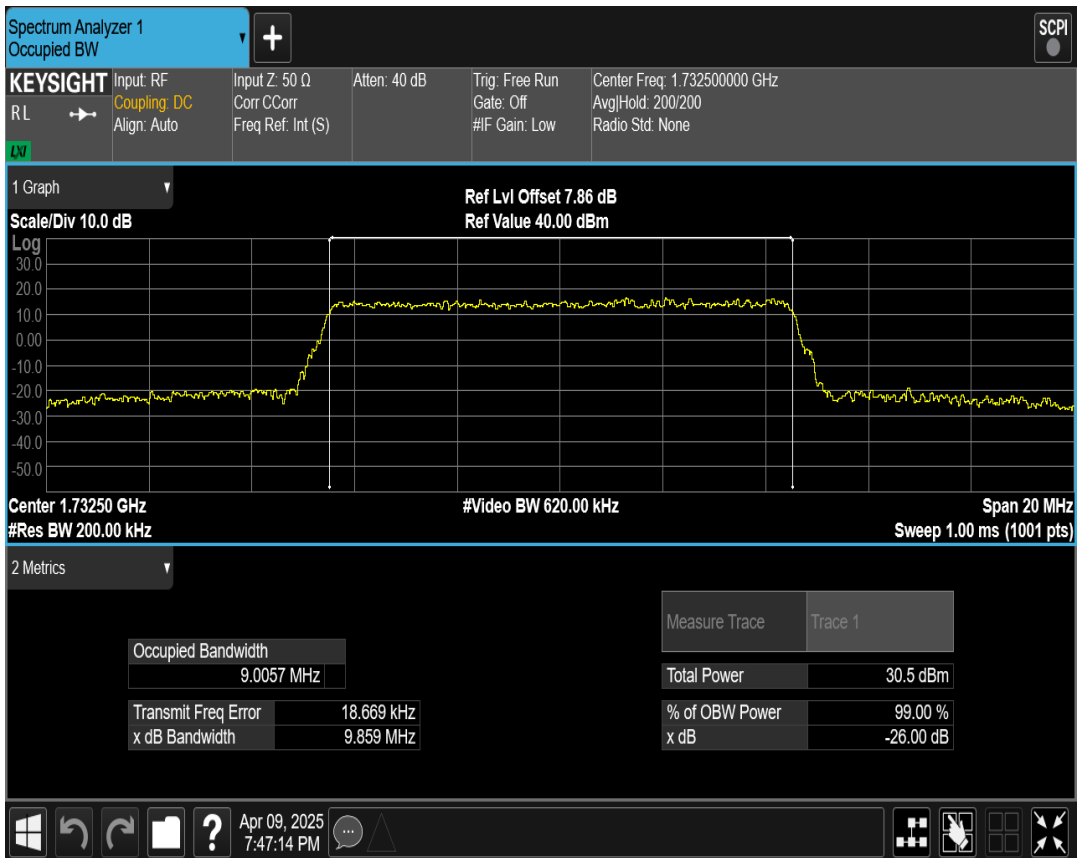 Spectrum Analyzer 1
Occupied BW
+
SCPI
KEYSIGHT
RL
LXI
Input: RF
Coupling: DC
Align: Auto
Input Z: 50 Ω
Corr CCorr
Freq Ref: Int (S)
Atten: 40 dB
Trig: Free Run
Gate: Off
#IF Gain: Low
Center Freq: 1.732500000 GHz
Avg|Hold: 200/200
Radio Std: None
1 Graph
Ref Lvl Offset 7.86 dB
Scale/Div 10.0 dB
Ref Value 40.00 dBm
Log
30.0
20.0
10.0
0.00
-10.0
-20.0
-30.0
-40.0
-50.0
Center 1.73250 GHz
#Video BW 620.00 kHz
Span 20 MHz
#Res BW 200.00 kHz
Sweep 1.00 ms (1001 pts)
2 Metrics
Measure Trace
Trace 1
Occupied Bandwidth
9.0057 MHz
Total Power
30.5 dBm
Transmit Freq Error
18.669 kHz
% of OBW Power
99.00 %
x dB Bandwidth
9.859 MHz
x dB
-26.00 dB
?
Apr 09, 2025
7:47:14 PM